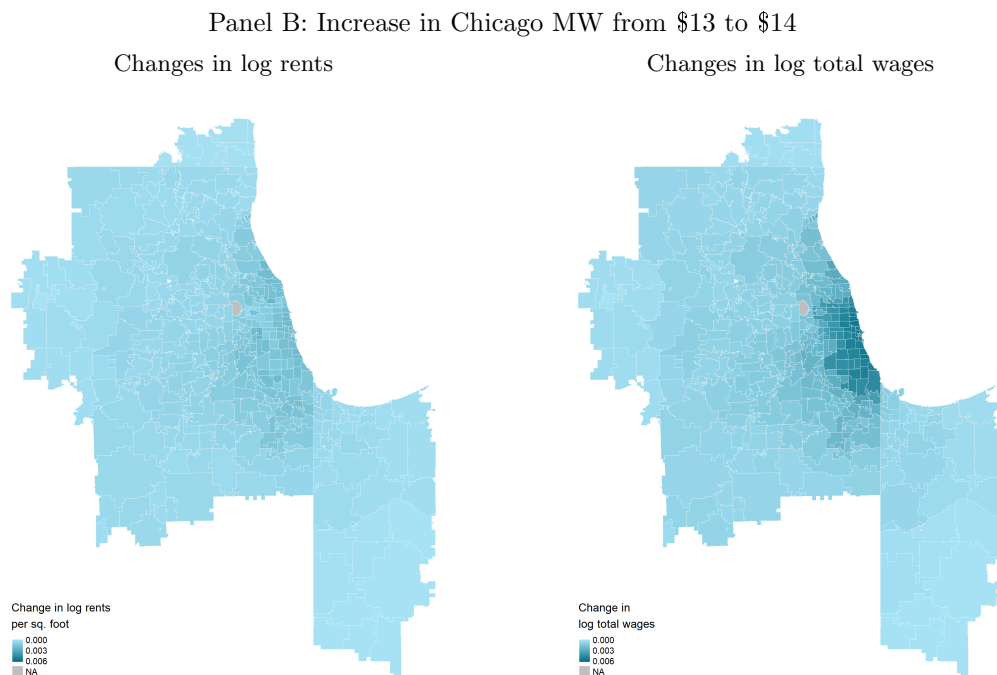 Panel B: Increase in Chicago MW from $13 to $14
Changes in log rents
Changes in log total wages
Change in log rents
per sq. foot
0.000
0.003
0.006
NA
Change in
log total wages
0.000
0.003
0.006
NA